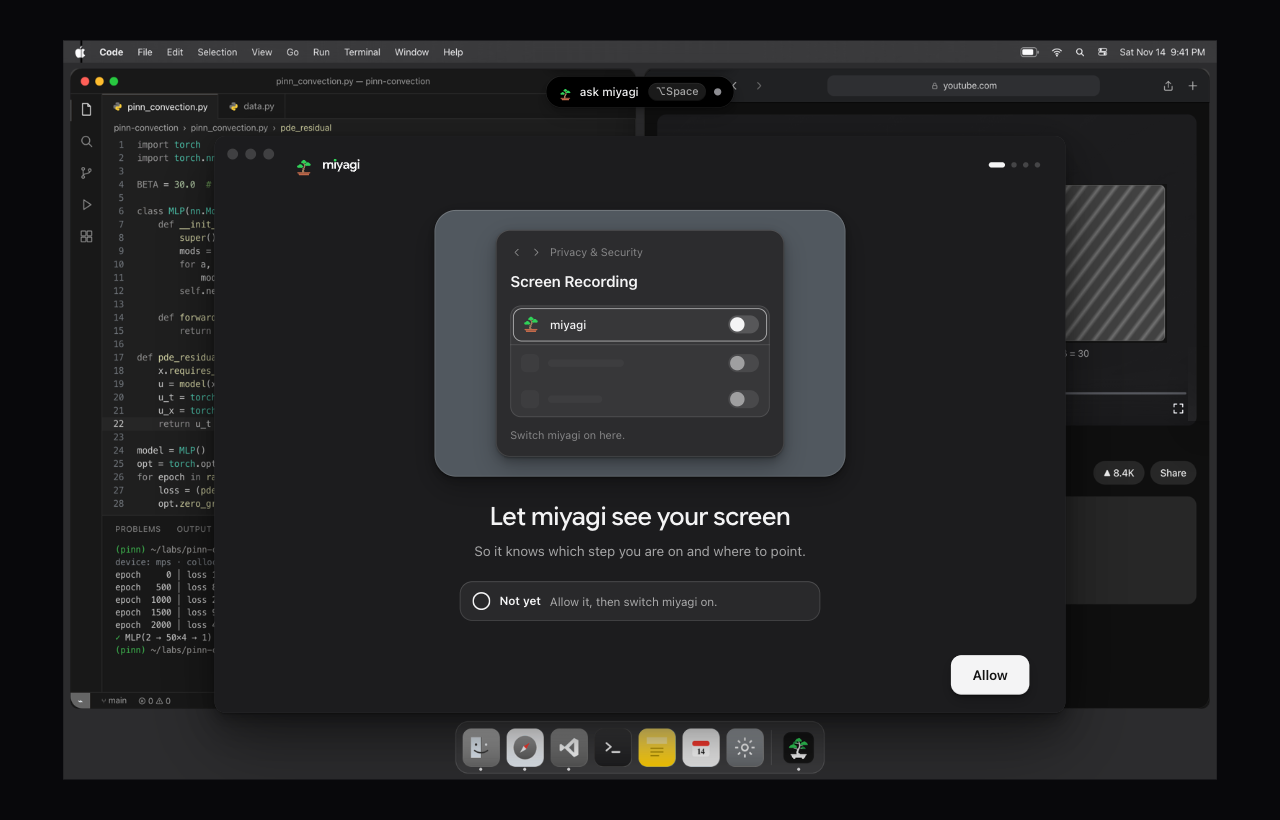 Code File Edit Selection View Go Run Terminal Window Help
Sat Nov 14 9:41 PM
pinn_convection.py — pinn-convection
ask miyagi ⌥Space
youtube.com
pinn_convection.py data.py
pinn-convection › pinn_convection.py › pde_residual
1 import torch
2 import torch.nn
3
4 BETA = 30.0 #
5
6 class MLP(nn.Mo
7 def __init_
8 super()
9 mods =
10 for a,
11 mod
12 self.ne
13
14 def forward
15 return
16
17 def pde_residua
18 x.requires_
19 u = model(x
20 u_t = torch
21 u_x = torch
22 return u_t
23
24 model = MLP()
25 opt = torch.opt
26 for epoch in ra
27 loss = (pde
28 opt.zero_gr
PROBLEMS OUTPUT
(pinn) ~/labs/pinn-c
device: mps · colloc
epoch 0 | loss 1
epoch 500 | loss
epoch 1000 | loss 2
epoch 1500 | loss 9
epoch 2000 | loss 4
✓ MLP(2 → 50×4 → 1)
(pinn) ~/labs/pinn-c
main 0 0
miyagi
Privacy & Security
Screen Recording
miyagi
Switch miyagi on here.
Let miyagi see your screen
So it knows which step you are on and where to point.
Not yet Allow it, then switch miyagi on.
Allow
= 30
8.4K Share
14